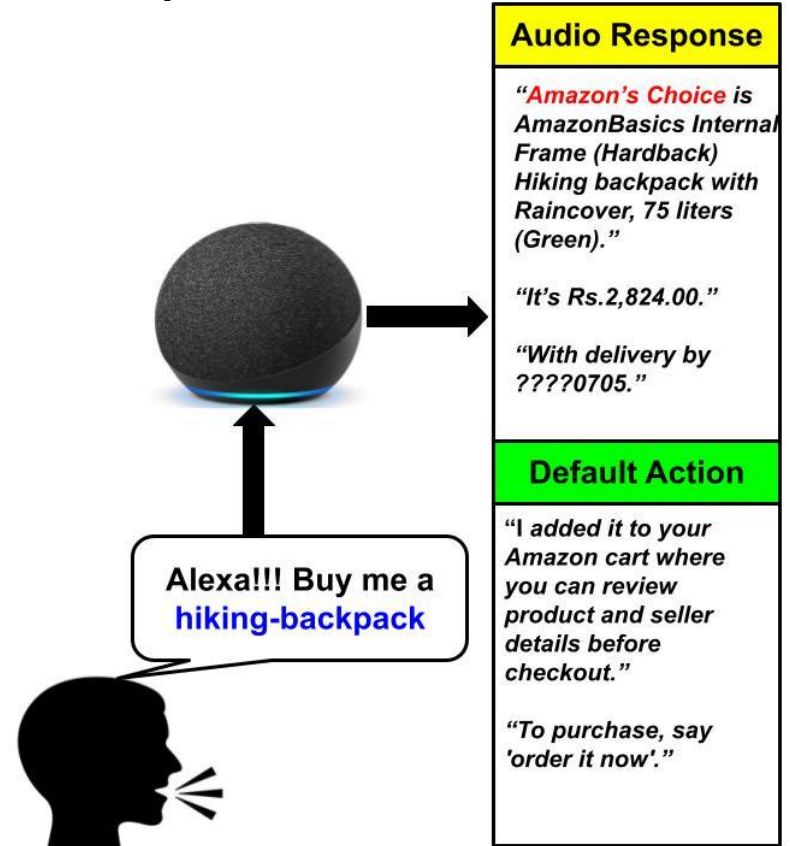 Audio Response
“Amazon’s Choice is
AmazonBasics Internal
Frame (Hardback)
Hiking backpack with
Raincover, 75 liters
(Green).”
“It’s Rs.2,824.00.”
“With delivery by
????0705.”
Default Action
“I added it to your
Amazon cart where
you can review
product and seller
details before
checkout.”
“To purchase, say
'order it now'.”
Alexa!!! Buy me a
hiking-backpack